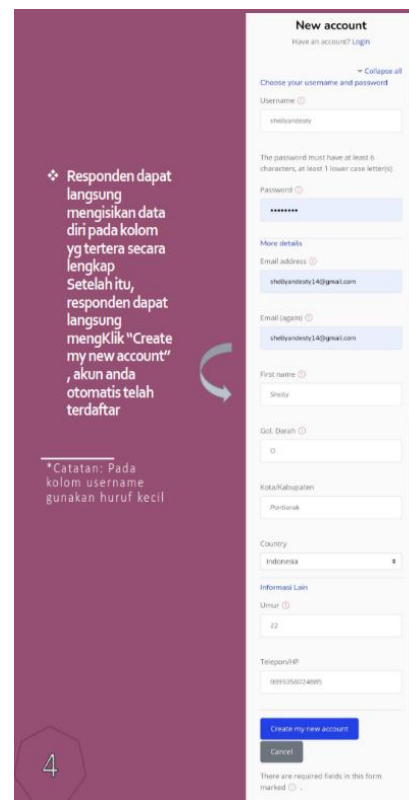 ❖ Responden dapat
langsung
mengisikan data
diri pada kolom
yg tertera secara
lengkap
Setelah itu,
responden dapat
langsung
mengKlik “Create
my new account”
, akun anda
otomatis telah
terdaftar
*Catatan: Pada
kolom username
gunakan huruf kecil
4
New account
Have an account? Login
Collapse all
Choose your username and password
Username
shellyandesty
The password must have at least 6
characters, at least 1 lower case letter(s)
Password
••••••••
More details
Email address
shellyandesty14@gmail.com
Email (again)
shellyandesty14@gmail.com
First name
Shelly
Gol. Darah
O
Kota/Kabupaten
Pontianak
Country
Indonesia
Informasi Lain
Umur
22
Telepon/HP
Create my new account
Cancel
There are required fields in this form
marked .